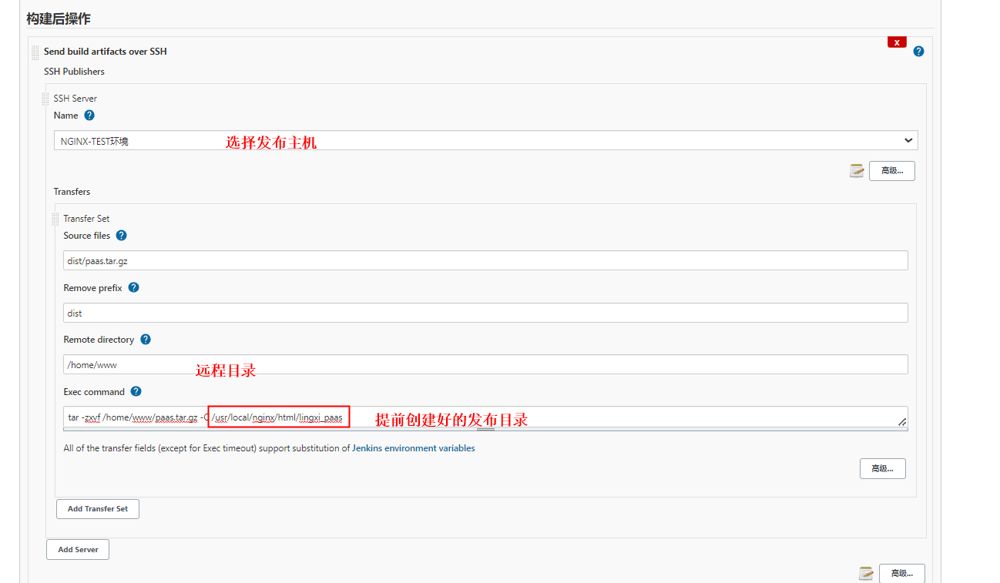 构建后操作
x
Send build artifacts over SSH
?
SSH Publishers
SSH Server
Name ?
NGINX-TEST环境 选择发布主机
高级...
Transfers
Transfer Set
Source files ?
dist/paas.tar.gz
Remove prefix ?
dist
Remote directory ?
/home/www 远程目录
Exec command ?
tar -zxvf /home/www/paas.tar.gz -C /usr/local/nginx/html/lingxi_paas 提前创建好的发布目录
All of the transfer fields (except for Exec timeout) support substitution of Jenkins environment variables
高级...
Add Transfer Set
Add Server
高级...